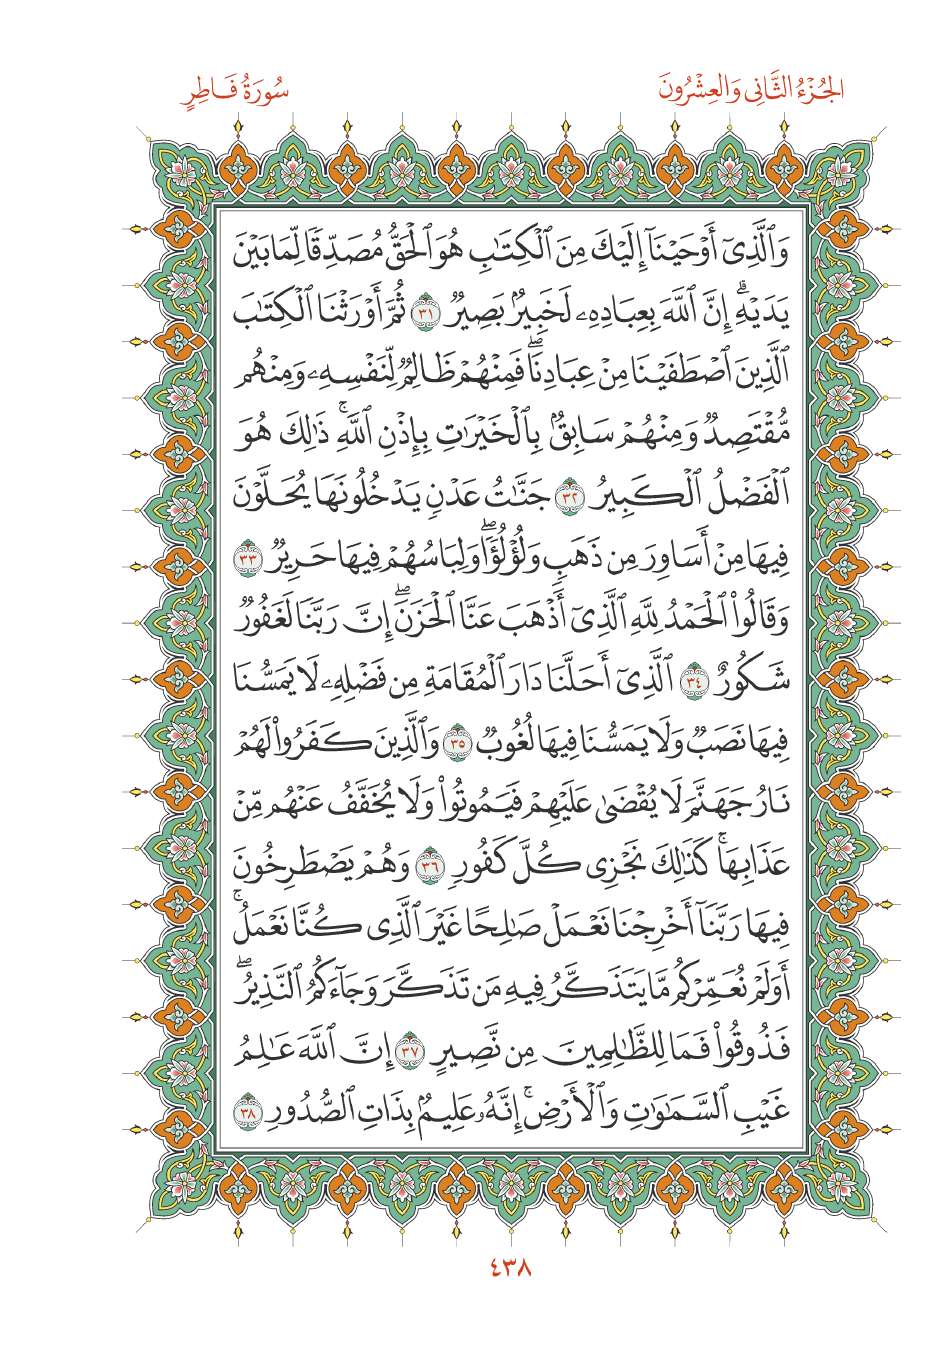 الجُزْءُ الثَّانِى وَالعِشْرُونَ
سُورَةُ فَاطِرٍ
وَٱلَّذِىٓ أَوْحَيْنَآ إِلَيْكَ مِنَ ٱلْكِتَٰبِ هُوَ ٱلْحَقُّ مُصَدِّقًا لِّمَا بَيْنَ
يَدَيْهِۗ إِنَّ ٱللَّهَ بِعِبَادِهِۦ لَخَبِيرٌۢ بَصِيرٌ ٣١ ثُمَّ أَوْرَثْنَا ٱلْكِتَٰبَ
ٱلَّذِينَ ٱصْطَفَيْنَا مِنْ عِبَادِنَاۖ فَمِنْهُمْ ظَالِمٌ لِّنَفْسِهِۦ وَمِنْهُم
مُّقْتَصِدٌ وَمِنْهُمْ سَابِقٌۢ بِٱلْخَيْرَٰتِ بِإِذْنِ ٱللَّهِۚ ذَٰلِكَ هُوَ
ٱلْفَضْلُ ٱلْكَبِيرُ ٣٢ جَنَّٰتُ عَدْنٍ يَدْخُلُونَهَا يُحَلَّوْنَ
فِيهَا مِنْ أَسَاوِرَ مِن ذَهَبٍ وَلُؤْلُؤًاۖ وَلِبَاسُهُمْ فِيهَا حَرِيرٌ ٣٣
وَقَالُوا۟ ٱلْحَمْدُ لِلَّهِ ٱلَّذِىٓ أَذْهَبَ عَنَّا ٱلْحَزَنَۖ إِنَّ رَبَّنَا لَغَفُورٌ
شَكُورٌ ٣٤ ٱلَّذِىٓ أَحَلَّنَا دَارَ ٱلْمُقَامَةِ مِن فَضْلِهِۦ لَا يَمَسُّنَا
فِيهَا نَصَبٌ وَلَا يَمَسُّنَا فِيهَا لُغُوبٌ ٣٥ وَٱلَّذِينَ كَفَرُوا۟ لَهُمْ
نَارُ جَهَنَّمَ لَا يُقْضَىٰ عَلَيْهِمْ فَيَمُوتُوا۟ وَلَا يُخَفَّفُ عَنْهُم مِّنْ
عَذَابِهَاۚ كَذَٰلِكَ نَجْزِى كُلَّ كَفُورٍ ٣٦ وَهُمْ يَصْطَرِخُونَ
فِيهَا رَبَّنَآ أَخْرِجْنَا نَعْمَلْ صَٰلِحًا غَيْرَ ٱلَّذِى كُنَّا نَعْمَلُۚ
أَوَلَمْ نُعَمِّرْكُم مَّا يَتَذَكَّرُ فِيهِ مَن تَذَكَّرَ وَجَآءَكُمُ ٱلنَّذِيرُۖ
فَذُوقُوا۟ فَمَا لِلظَّٰلِمِينَ مِن نَّصِيرٍ ٣٧ إِنَّ ٱللَّهَ عَٰلِمُ
غَيْبِ ٱلسَّمَٰوَٰتِ وَٱلْأَرْضِۚ إِنَّهُۥ عَلِيمٌۢ بِذَاتِ ٱلصُّدُورِ ٣٨
٤٣٨